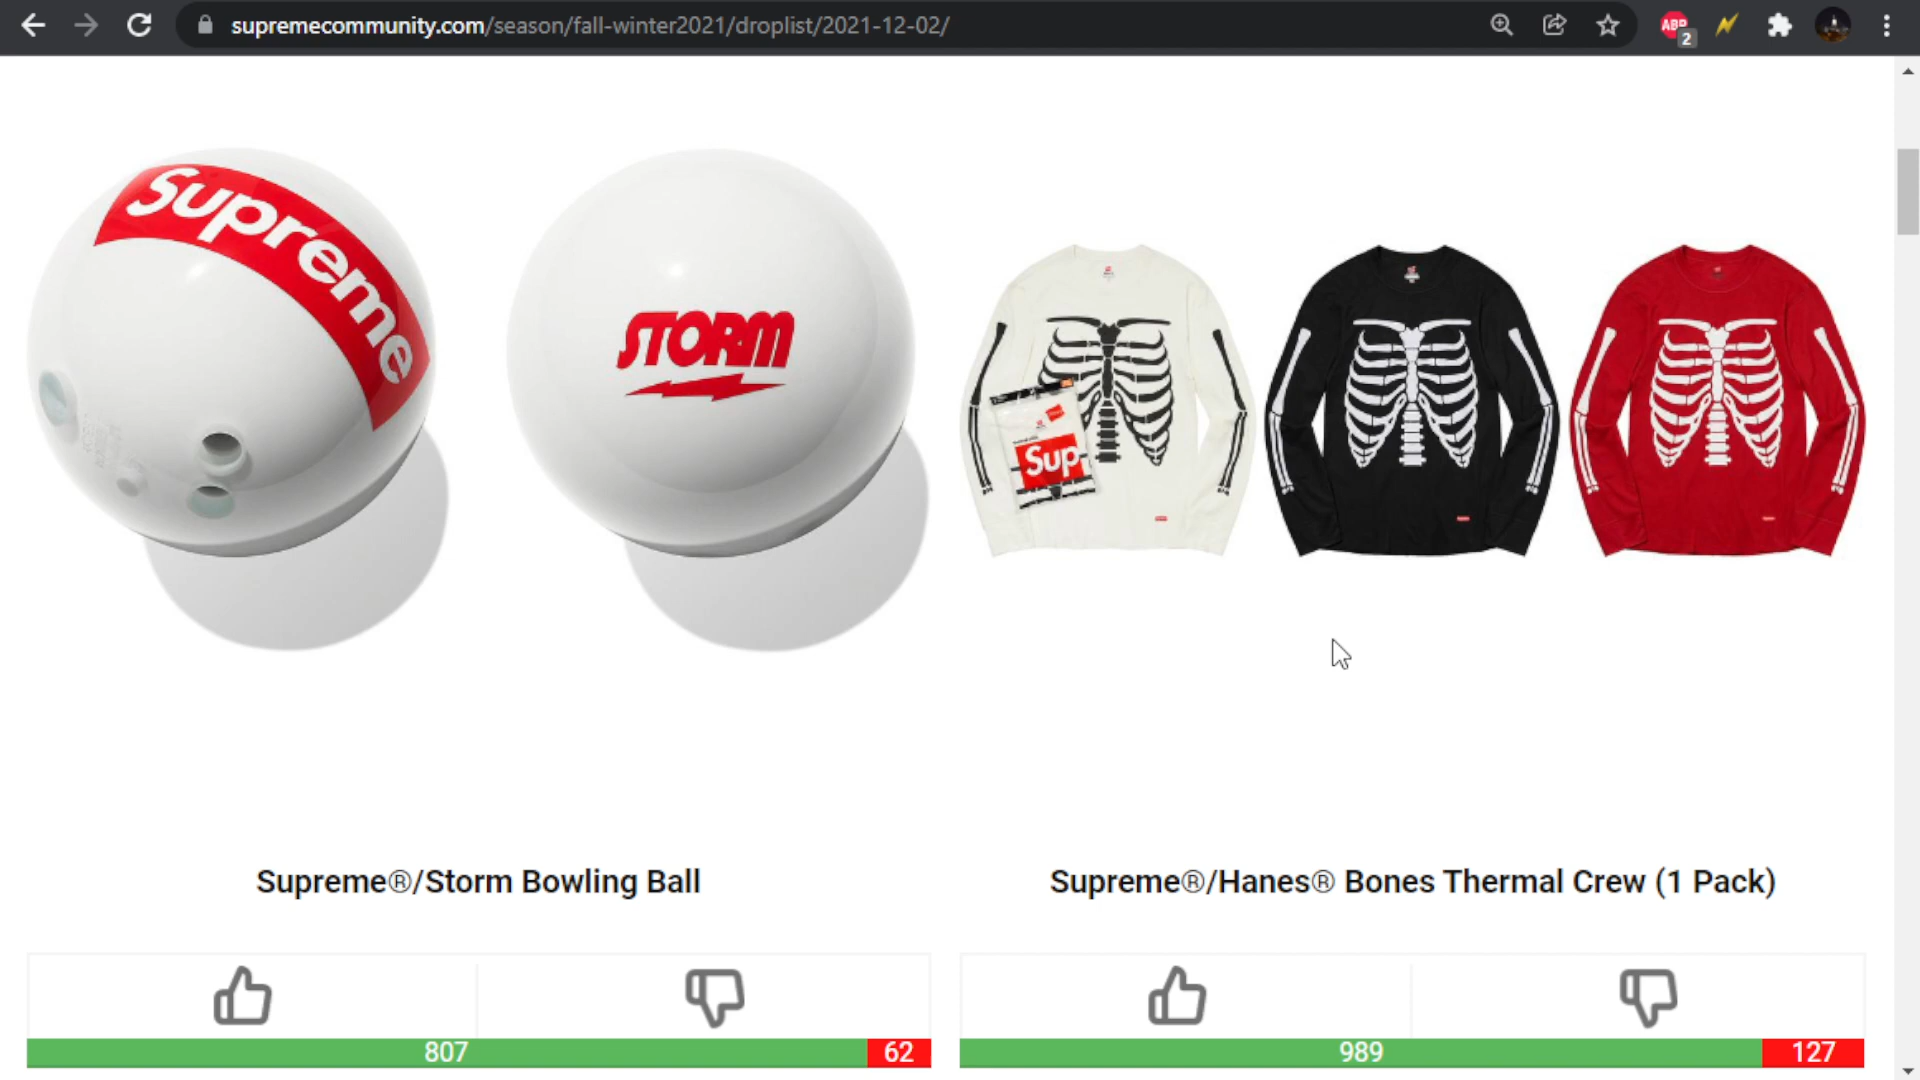 supremecommunity.com/season/fall-winter2021/droplist/2021-12-02/
ABP
2
Supreme
STORM
Sup
Supreme®/Storm Bowling Ball
Supreme®/Hanes® Bones Thermal Crew (1 Pack)
807
62
989
127